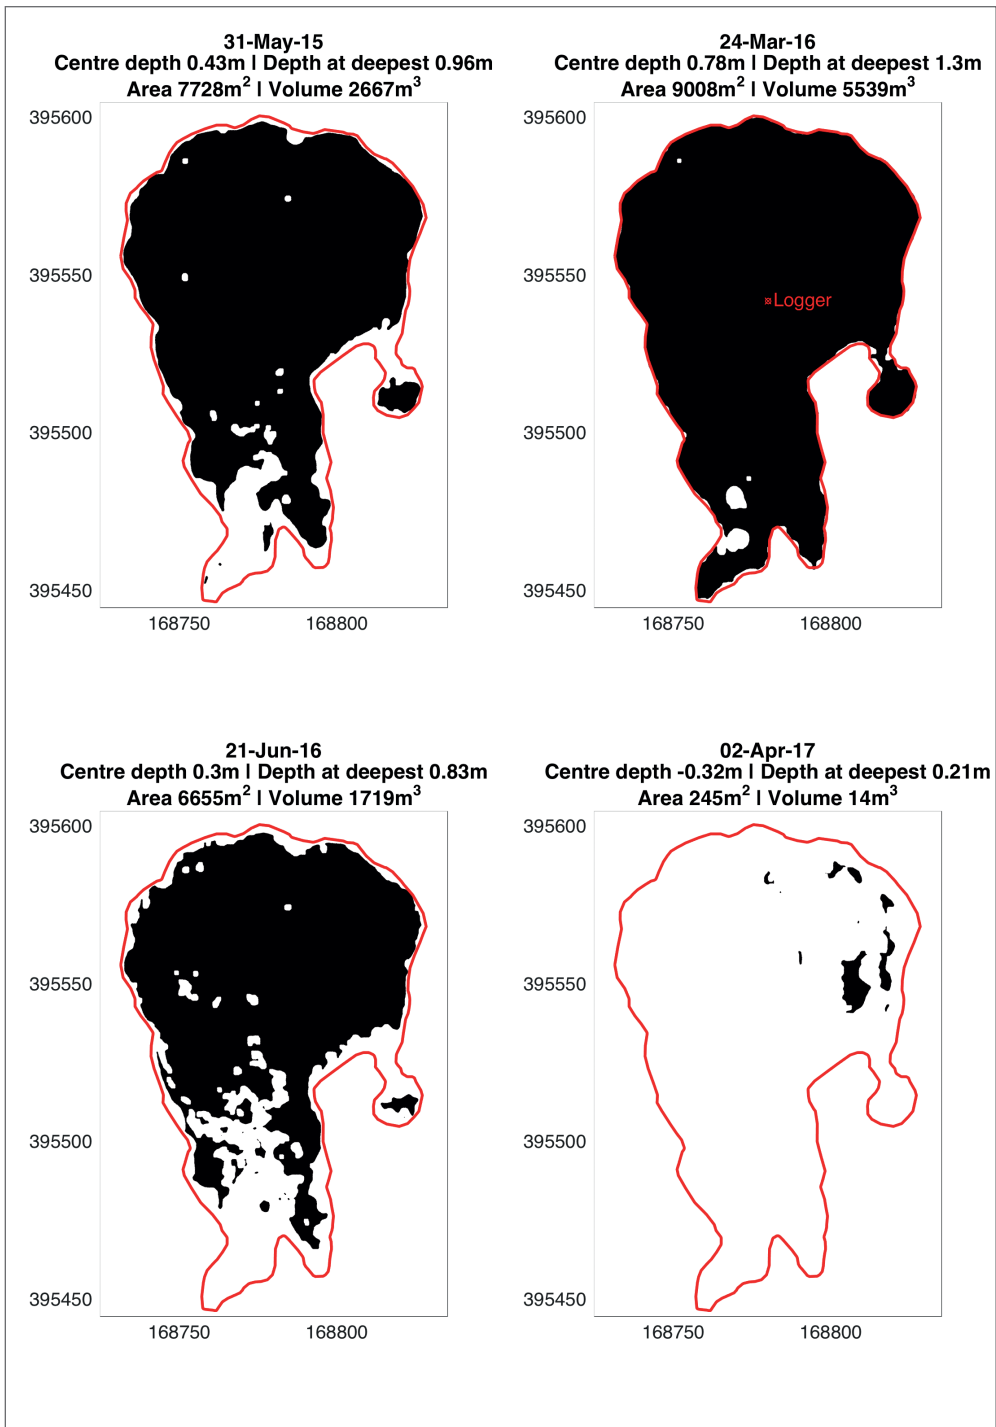 31-May-15
Centre depth 0.43m | Depth at deepest 0.96m
Area 7728m² | Volume 2667m³
395600
395550
395500
395450
168750 168800
24-Mar-16
Centre depth 0.78m | Depth at deepest 1.3m
Area 9008m² | Volume 5539m³
395600
395550
Logger
395500
395450
168750 168800
21-Jun-16
Centre depth 0.3m | Depth at deepest 0.83m
Area 6655m² | Volume 1719m³
395600
395550
395500
395450
168750 168800
02-Apr-17
Centre depth -0.32m | Depth at deepest 0.21m
Area 245m² | Volume 14m³
395600
395550
395500
395450
168750 168800